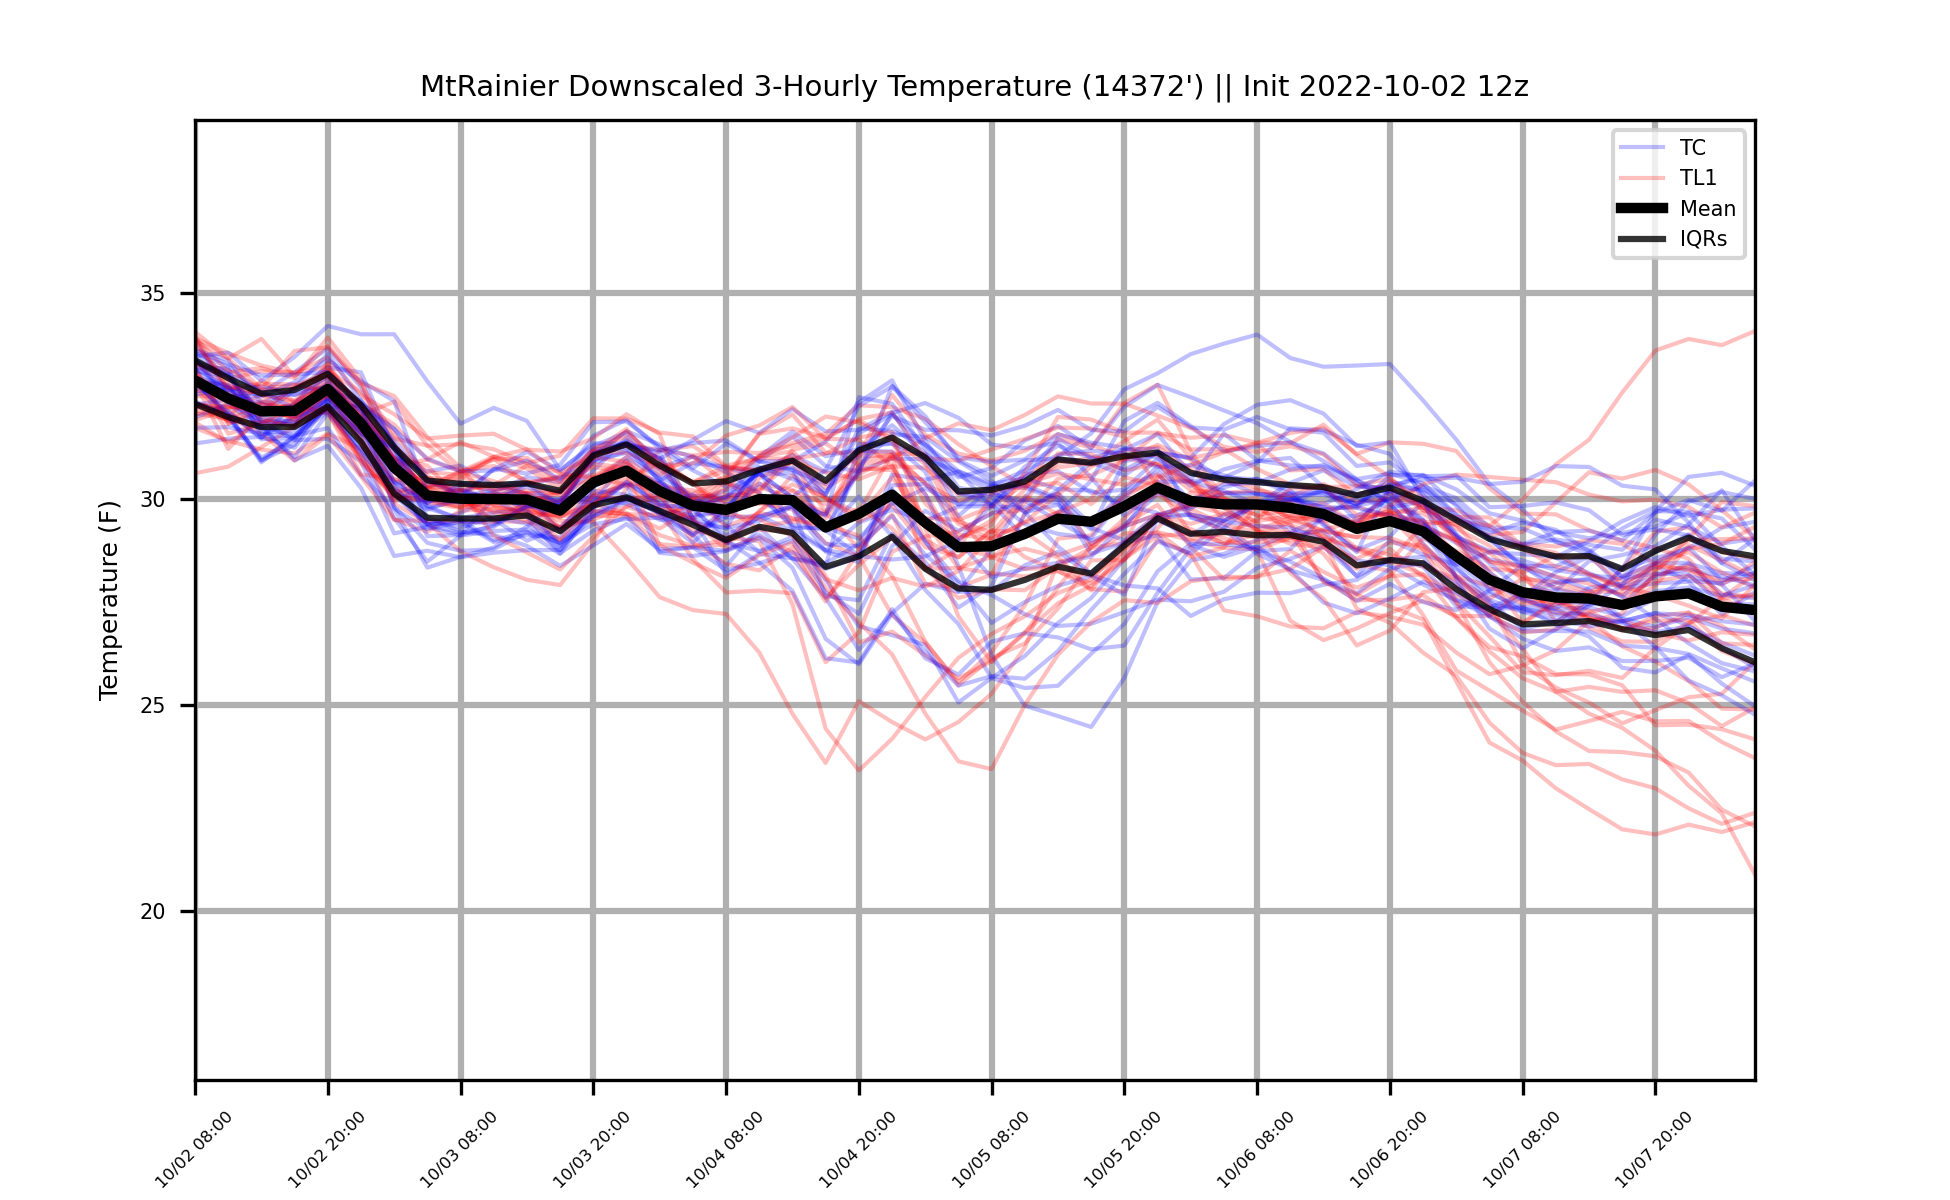 MtRainier Downscaled 3-Hourly Temperature (14372') || Init 2022-10-02 12z
TC
TL1
Mean
IQRs
Temperature (F)
35
30
25
20
10/02 08:00
10/02 20:00
10/03 08:00
10/03 20:00
10/04 08:00
10/04 20:00
10/05 08:00
10/05 20:00
10/06 08:00
10/06 20:00
10/07 08:00
10/07 20:00